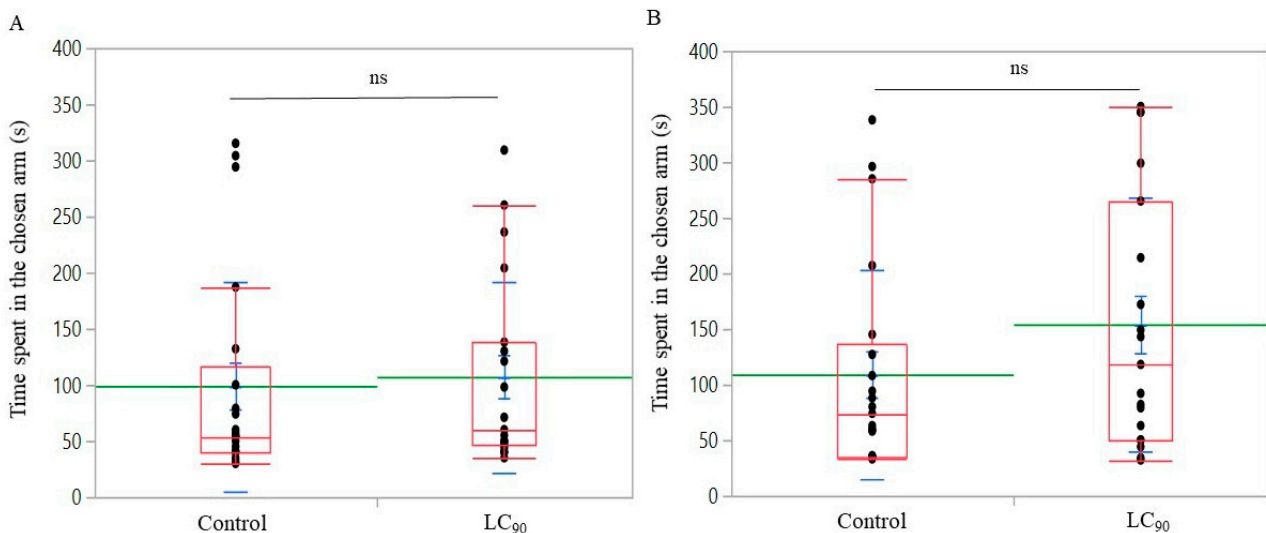 A
Time spent in the chosen arm (s)
400
350
300
250
200
150
100
50
0
ns
Control
LC₉₀
B
Time spent in the chosen arm (s)
400
350
300
250
200
150
100
50
0
ns
Control
LC₉₀